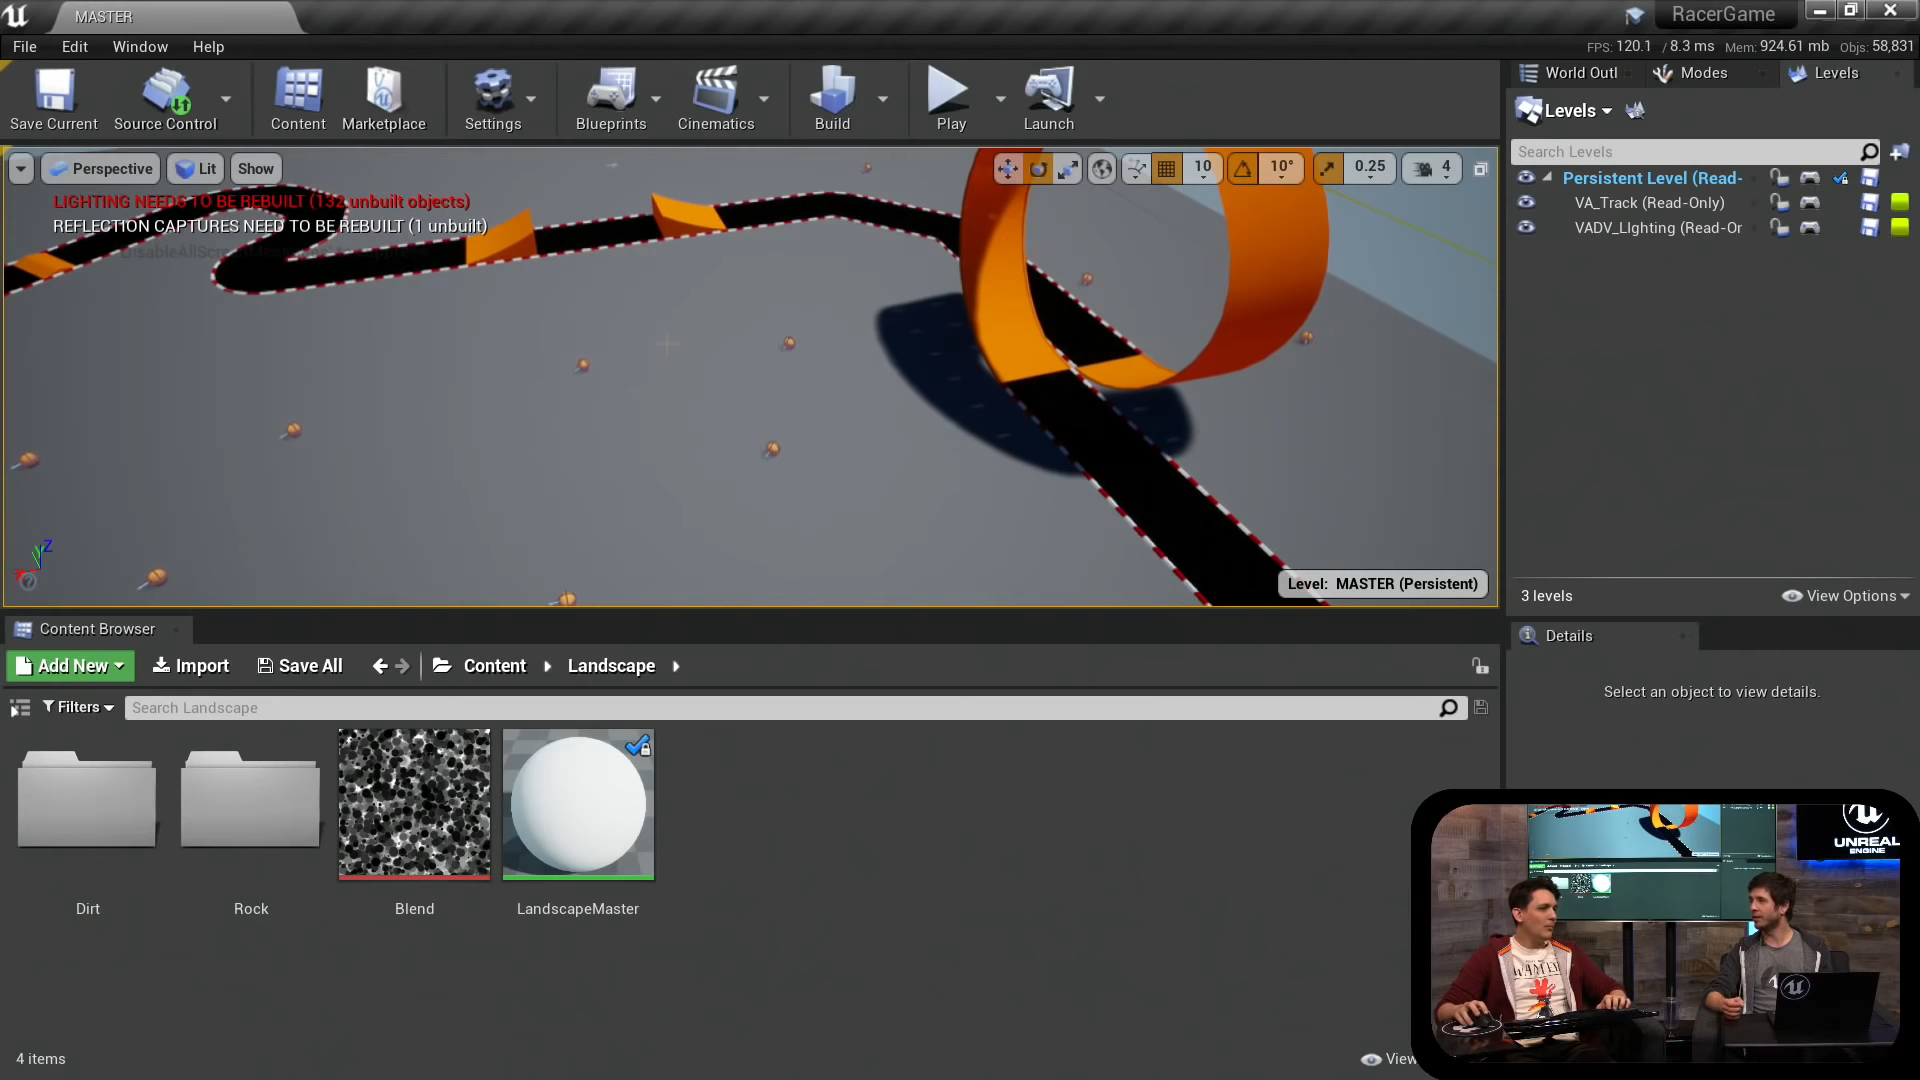 MASTER
RacerGame
File Edit Window Help
FPS: 120.1 / 8.3 ms Mem: 924.61 mb Objs: 58,831
Save Current Source Control Content Marketplace Settings Blueprints Cinematics Build Play Launch
World Outl Modes Levels
Levels
Search Levels
Persistent Level (Read-
VA_Track (Read-Only)
VADV_LIghting (Read-Or
3 levels View Options
Perspective Lit Show 10 10° 0.25 4
LIGHTING NEEDS TO BE REBUILT (132 unbuilt objects)
REFLECTION CAPTURES NEED TO BE REBUILT (1 unbuilt)
Z
Level: MASTER (Persistent)
Content Browser
Add New Import Save All Content Landscape
Filters Search Landscape
Dirt Rock Blend LandscapeMaster
4 items View
Details
Select an object to view details.
UNREAL
ENGINE
WANTED